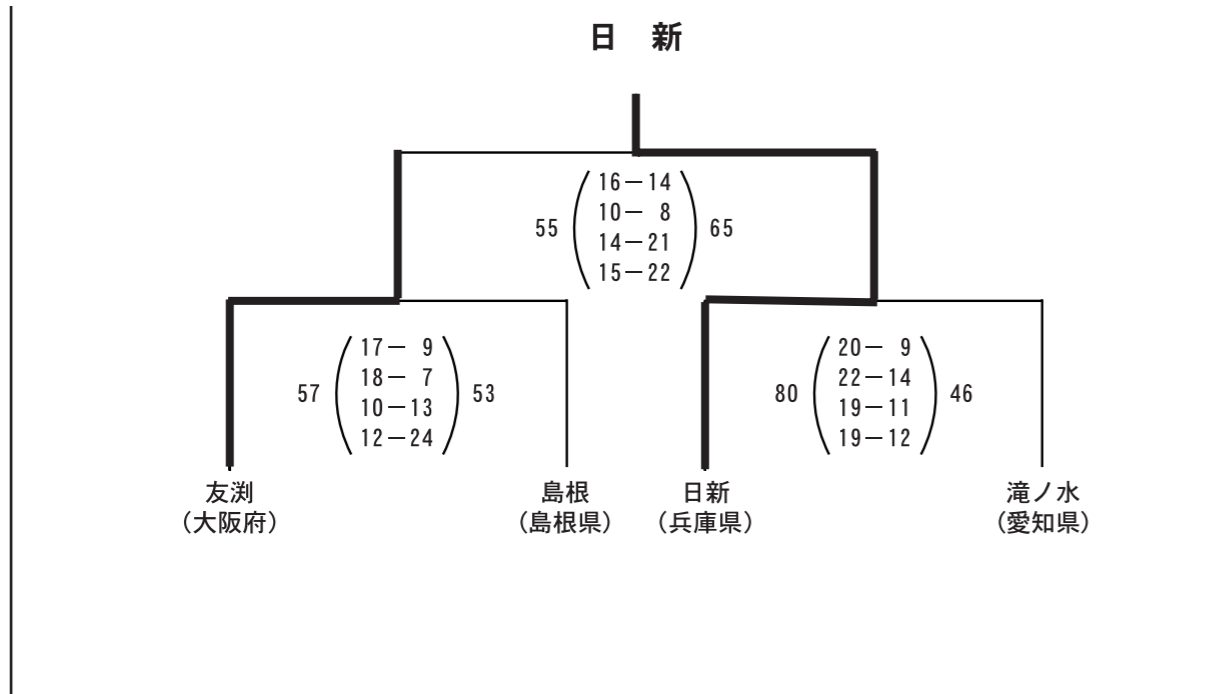 日 新
16－14
10－ 8
55 14－21 65
15－22
17－ 9
18－ 7
57 10－13 53
12－24
20－ 9
22－14
80 19－11 46
19－12
友渕 島根 日新 滝ノ水
（大阪府） （島根県） （兵庫県） （愛知県）